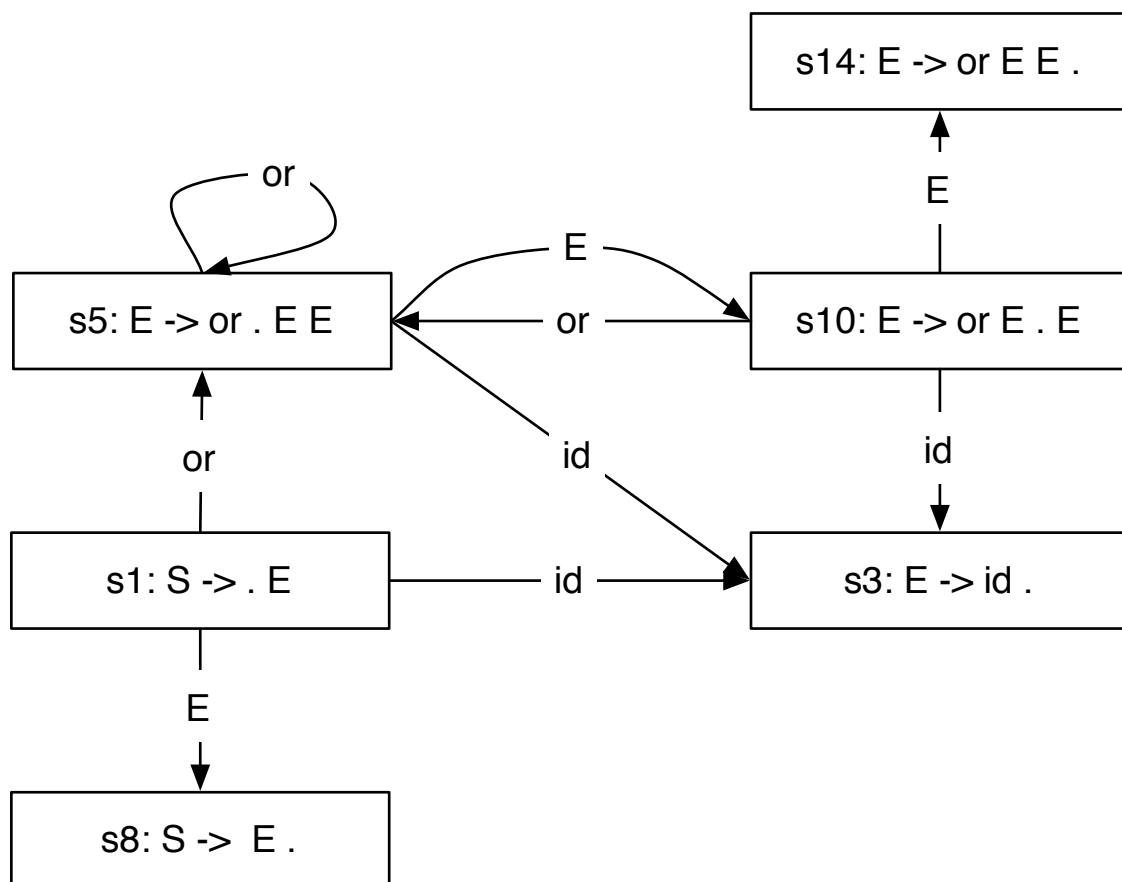 s14: E -> or E E .
or
E
E
s5: E -> or . E E
or
s10: E -> or E . E
or
id
id
s1: S -> . E
id
s3: E -> id .
E
s8: S -> E .